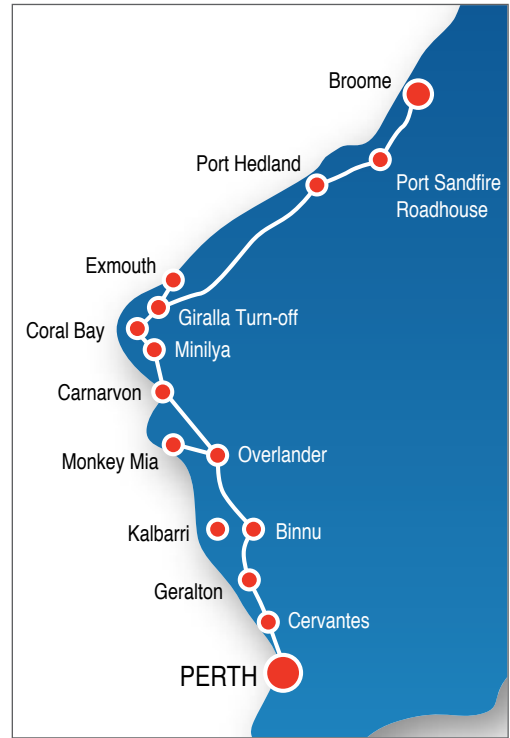 Broome
Port Hedland
Port Sandfire
Roadhouse
Exmouth
Giralla Turn-off
Coral Bay
Minilya
Carnarvon
Overlander
Monkey Mia
Kalbarri
Binnu
Geralton
Cervantes
PERTH